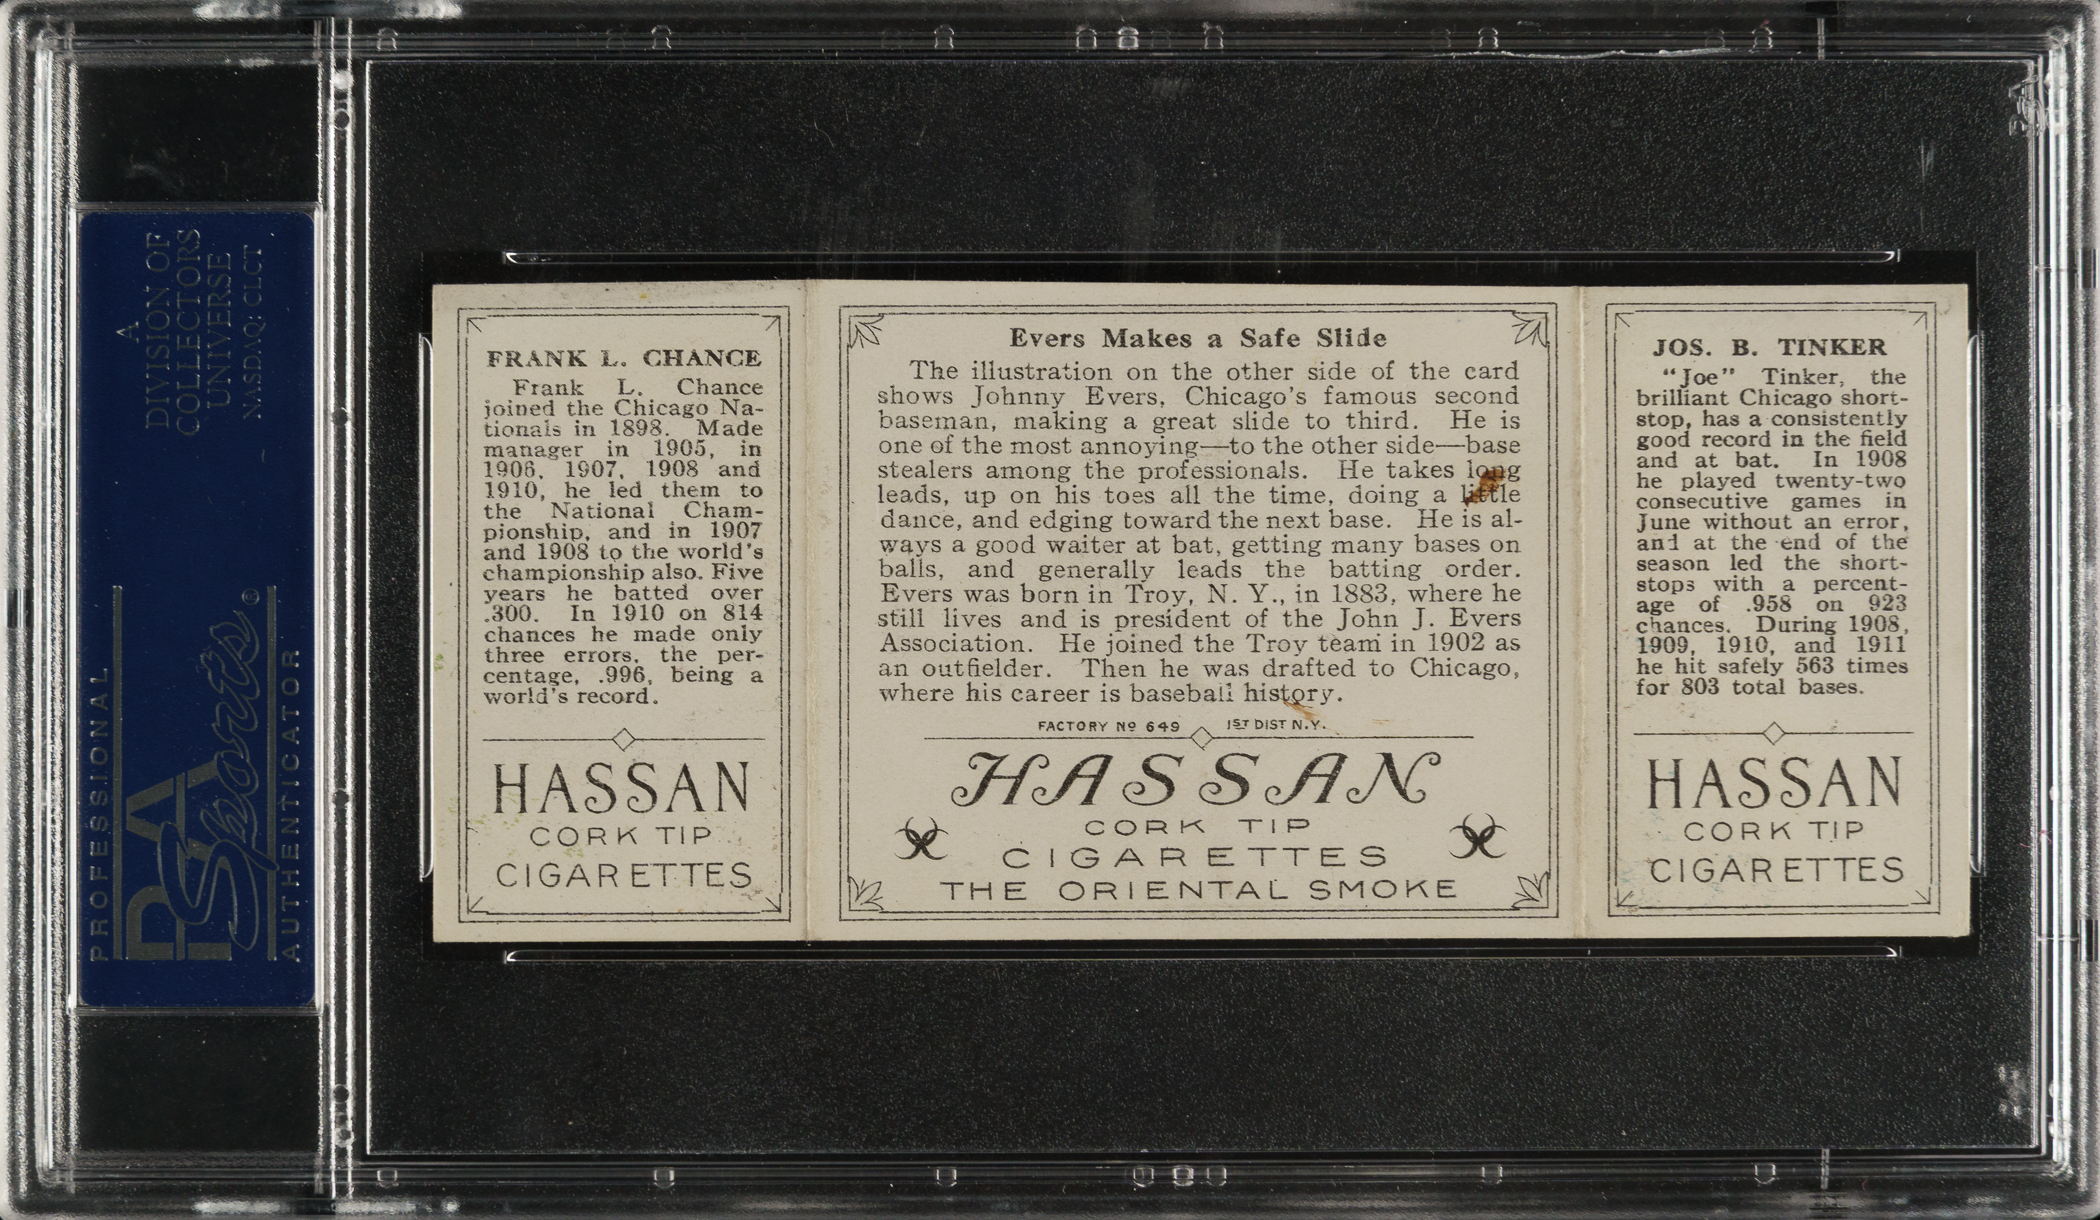 A
DIVISION OF
COLLECTORS
UNIVERSE
NASDAQ: CLCT
PROFESSIONAL
PSA
Sports®
AUTHENTICATOR
FRANK L. CHANCE
Frank L. Chance
joined the Chicago Na-
tionals in 1898. Made
manager in 1905, in
1906, 1907, 1908 and
1910, he led them to
the National Cham-
pionship, and in 1907
and 1908 to the world's
championship also. Five
years he batted over
.300. In 1910 on 814
chances he made only
three errors, the per-
centage, .996, being a
world's record.
HASSAN
CORK TIP
CIGARETTES
Evers Makes a Safe Slide
The illustration on the other side of the card
shows Johnny Evers, Chicago's famous second
baseman, making a great slide to third. He is
one of the most annoying—to the other side—base
stealers among the professionals. He takes long
leads, up on his toes all the time, doing a little
dance, and edging toward the next base. He is al-
ways a good waiter at bat, getting many bases on
balls, and generally leads the batting order.
Evers was born in Troy, N. Y., in 1883, where he
still lives and is president of the John J. Evers
Association. He joined the Troy team in 1902 as
an outfielder. Then he was drafted to Chicago,
where his career is baseball history.
FACTORY No 649 1ST DIST N.Y.
HASSAN
CORK TIP
CIGARETTES
THE ORIENTAL SMOKE
JOS. B. TINKER
"Joe" Tinker, the
brilliant Chicago short-
stop, has a consistently
good record in the field
and at bat. In 1908
he played twenty-two
consecutive games in
June without an error,
and at the end of the
season led the short-
stops with a percent-
age of .958 on 923
chances. During 1908,
1909, 1910, and 1911
he hit safely 563 times
for 803 total bases.
HASSAN
CORK TIP
CIGARETTES